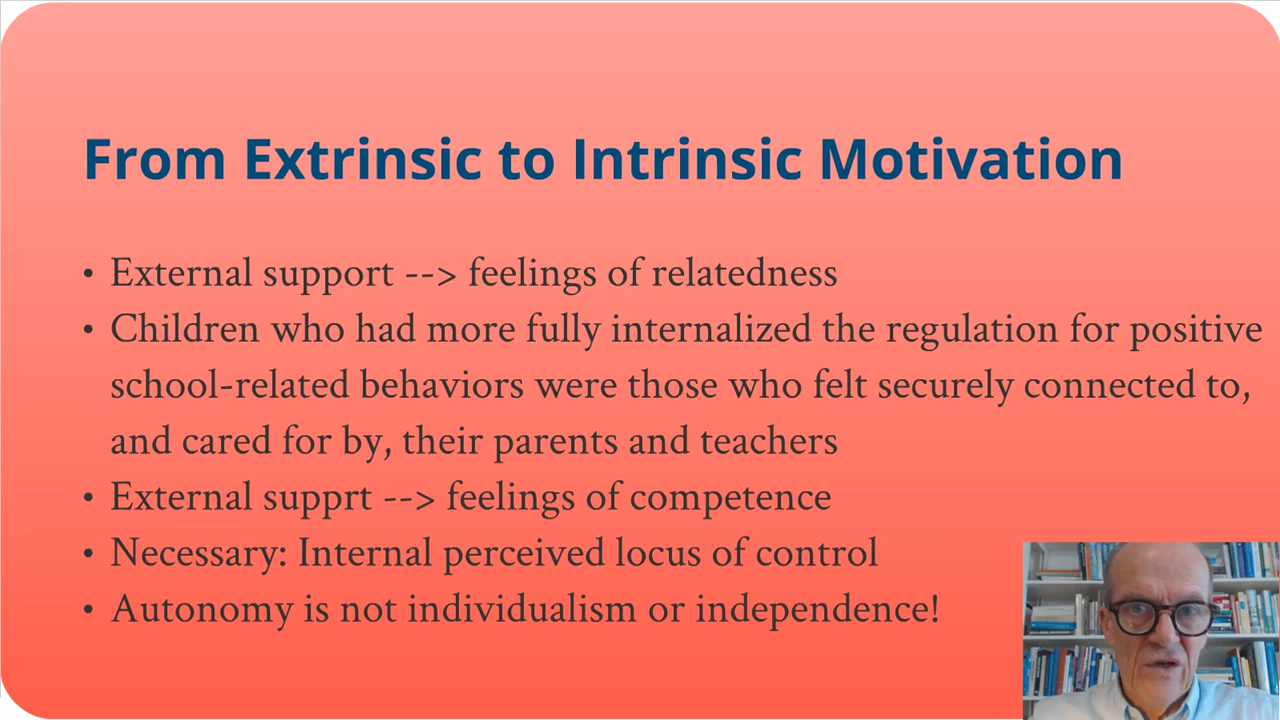 From Extrinsic to Intrinsic Motivation
• External support --> feelings of relatedness
• Children who had more fully internalized the regulation for positive
school-related behaviors were those who felt securely connected to,
and cared for by, their parents and teachers
• External supprt --> feelings of competence
• Necessary: Internal perceived locus of control
• Autonomy is not individualism or independence!